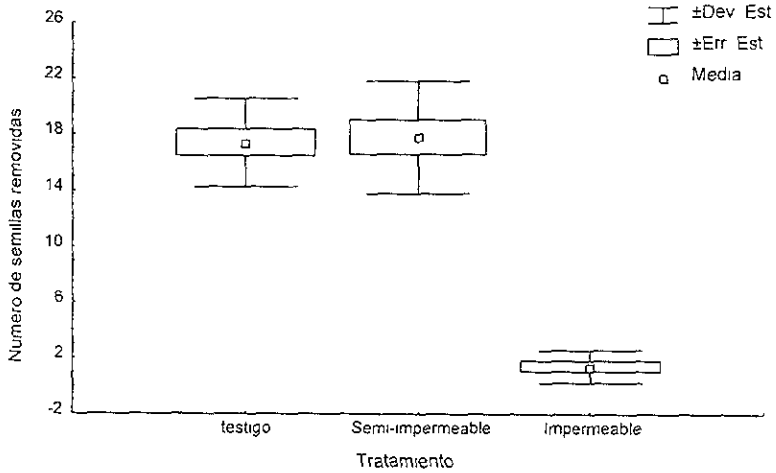 ±Dev Est
±Err Est
Media
Numero de semillas removidas
26
22
18
14
10
6
2
-2
testigo
Semi-impermeable
Impermeable
Tratamiento